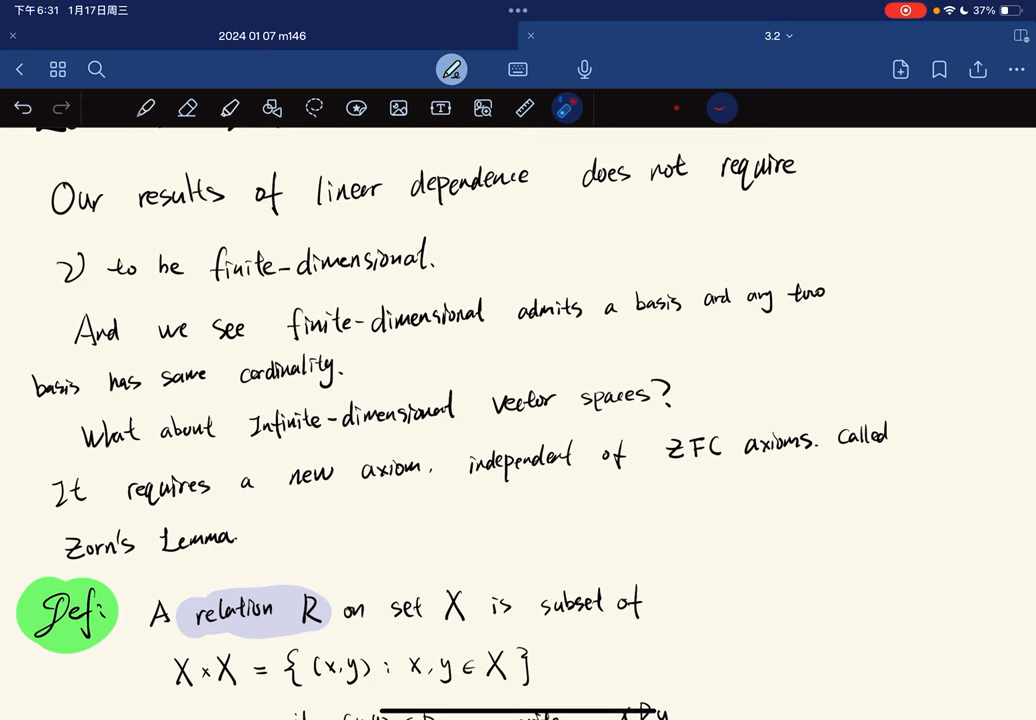 下午6:31 1月17日周三
37%
2024 01 07 m146
3.2
Our results of linear dependence does not require
V to be finite-dimensional.
And we see finite-dimensional admits a basis and any two
basis has same cardinality.
What about Infinite-dimensional vector spaces?
It requires a new axiom, independent of ZFC axioms. Called
Zorn's Lemma.
Def: A relation R on set X is subset of
X × X = { (x,y) : x, y ∈ X }